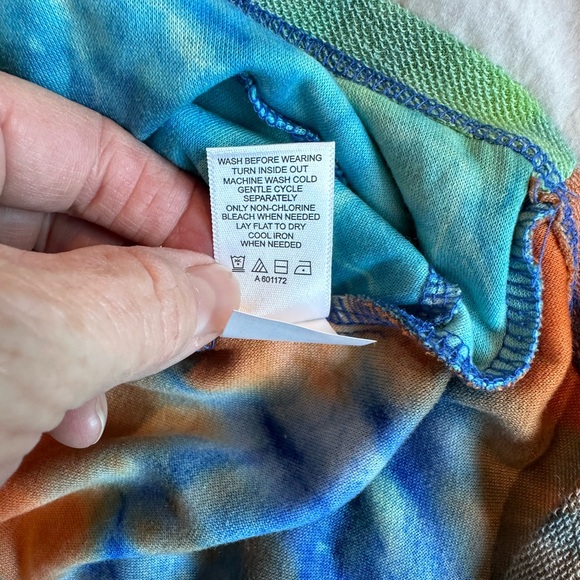 WASH BEFORE WEARING
TURN INSIDE OUT
MACHINE WASH COLD
GENTLE CYCLE
SEPARATELY
ONLY NON-CHLORINE
BLEACH WHEN NEEDED
LAY FLAT TO DRY
COOL IRON
WHEN NEEDED
A 601172